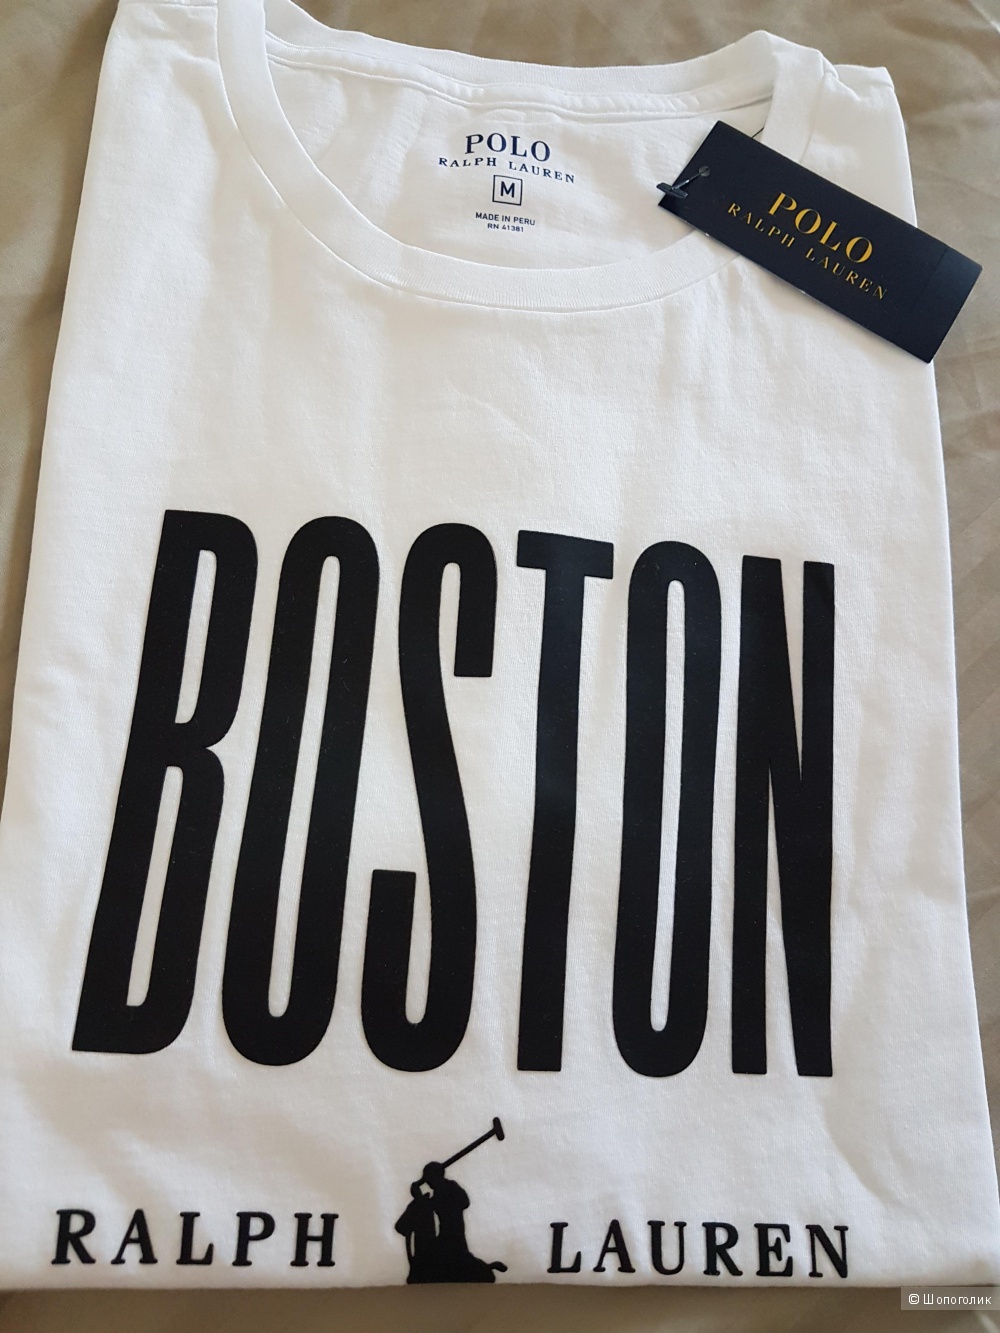 POLO
RALPH LAUREN
M
MADE IN PERU
RN 41381
POLO
RALPH LAUREN
BOSTON
RALPH LAUREN
© Шопоголик